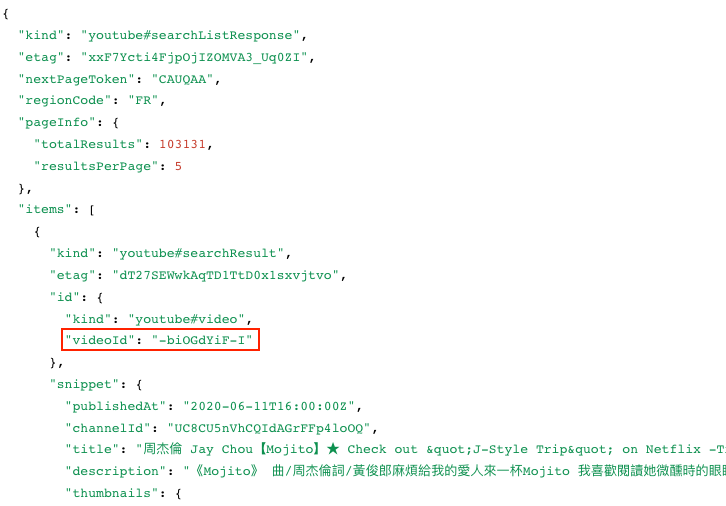 {
"kind": "youtube#searchListResponse",
"etag": "xxF7Ycti4FjpOjIZOMVA3_Uq0ZI",
"nextPageToken": "CAUQAA",
"regionCode": "FR",
"pageInfo": {
"totalResults": 103131,
"resultsPerPage": 5
},
"items": [
{
"kind": "youtube#searchResult",
"etag": "dT27SEWwkAqTD1TtD0x1sxvjtvo",
"id": {
"kind": "youtube#video",
"videoId": "-biOGdYiF-I"
},
"snippet": {
"publishedAt": "2020-06-11T16:00:00Z",
"channelId": "UC8CU5nVhCQIdAGrFFp4loOQ",
"title": "周杰倫 Jay Chou【Mojito】★ Check out &quot;J-Style Trip&quot; on Netflix -T
"description": "《Mojito》 曲/周杰倫詞/黃俊郎麻煩給我的愛人來一杯Mojito 我喜歡閱讀她微醺時的眼
"thumbnails": {